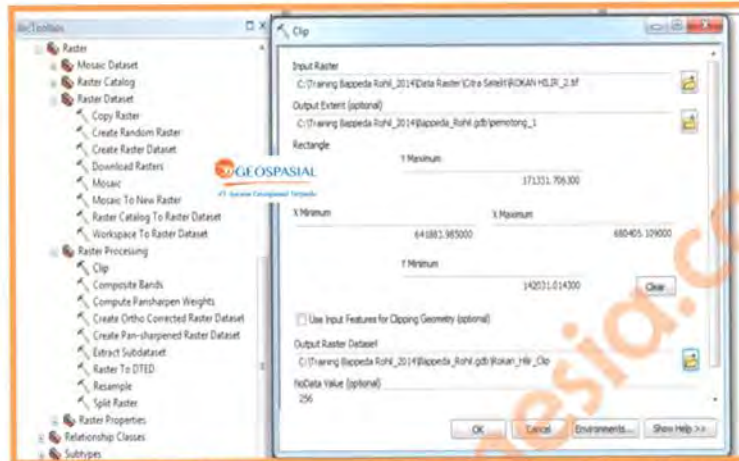 ArcToolbox
Raster
Mosaic Dataset
Raster Catalog
Raster Dataset
Copy Raster
Create Random Raster
Create Raster Dataset
Download Rasters
Mosaic
Mosaic To New Raster
Raster Catalog To Raster Dataset
Workspace To Raster Dataset
Raster Processing
Clip
Composite Bands
Compute Pansharpen Weights
Create Ortho Corrected Raster Dataset
Create Pan-sharpened Raster Dataset
Extract Subdataset
Raster To DTED
Resample
Split Raster
Raster Properties
Relationship Classes
Subtypes
GEOSPASIAL
Clip
Input Raster
C:\Training Bappeda Rohil_2014\Data Raster\Citra Satelit\ROKAN HILIR_2.tif
Output Extent (optional)
C:\Training Bappeda Rohil_2014\Bappeda_Rohil.gdb\pemotong_1
Rectangle
Y Maximum
171331.706300
X Minimum
X Maximum
641883.985000
680405.109000
Y Minimum
142031.014300
Clear
Use Input Features for Clipping Geometry (optional)
Output Raster Dataset
C:\Training Bappeda Rohil_2014\Bappeda_Rohil.gdb\Rokan_Hilir_Clip
NoData Value (optional)
256
OK
Cancel
Environments...
Show Help >>
nesia.co